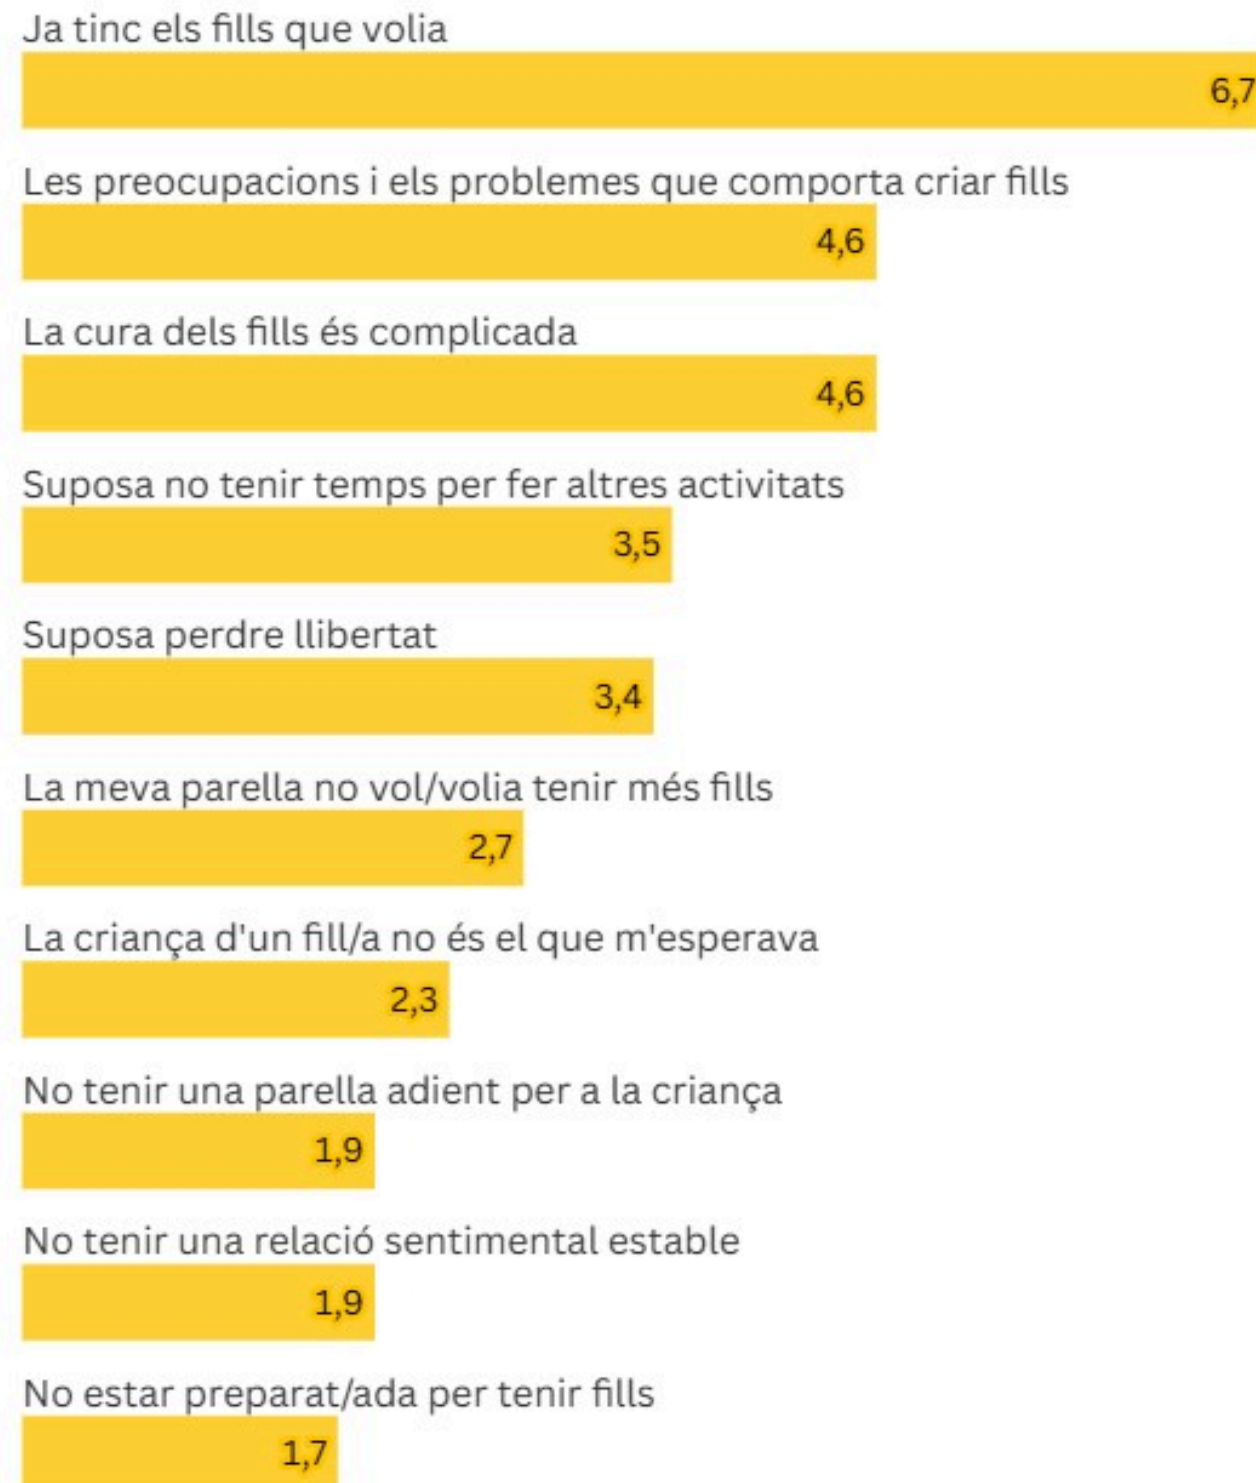 Ja tinc els fills que volia
6,7
Les preocupacions i els problemes que comporta criar fills
4,6
La cura dels fills és complicada
4,6
Suposa no tenir temps per fer altres activitats
3,5
Suposa perdre llibertat
3,4
La meva parella no vol/volia tenir més fills
2,7
La criança d'un fill/a no és el que m'esperava
2,3
No tenir una parella adient per a la criança
1,9
No tenir una relació sentimental estable
1,9
No estar preparat/ada per tenir fills
1,7